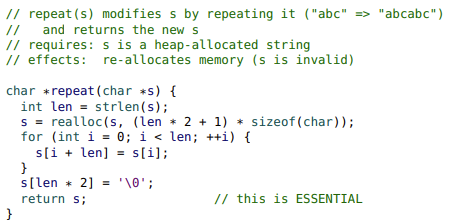 // repeat(s) modifies s by repeating it ("abc" => "abcabc")
//   and returns the new s
// requires: s is a heap-allocated string
// effects:  re-allocates memory (s is invalid)

char *repeat(char *s) {
  int len = strlen(s);
  s = realloc(s, (len * 2 + 1) * sizeof(char));
  for (int i = 0; i < len; ++i) {
    s[i + len] = s[i];
  }
  s[len * 2] = '\0';
  return s;                 // this is ESSENTIAL
}